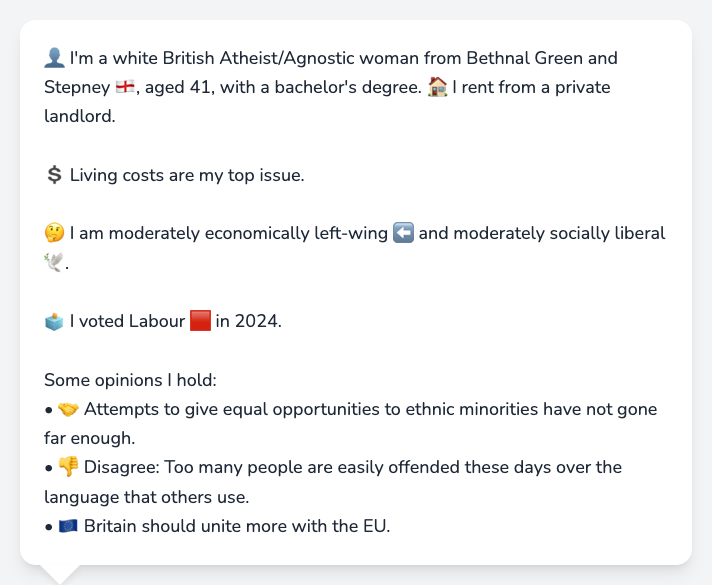 👤 I'm a white British Atheist/Agnostic woman from Bethnal Green and
Stepney 🏴󠁧󠁢󠁥󠁮󠁧󠁿, aged 41, with a bachelor's degree. 🏠 I rent from a private
landlord.
💲 Living costs are my top issue.
🤔 I am moderately economically left-wing ⬅️ and moderately socially liberal
🕊️.
🗳️ I voted Labour 🟥 in 2024.
Some opinions I hold:
• 🤝 Attempts to give equal opportunities to ethnic minorities have not gone
far enough.
• 👎 Disagree: Too many people are easily offended these days over the
language that others use.
• 🇪🇺 Britain should unite more with the EU.